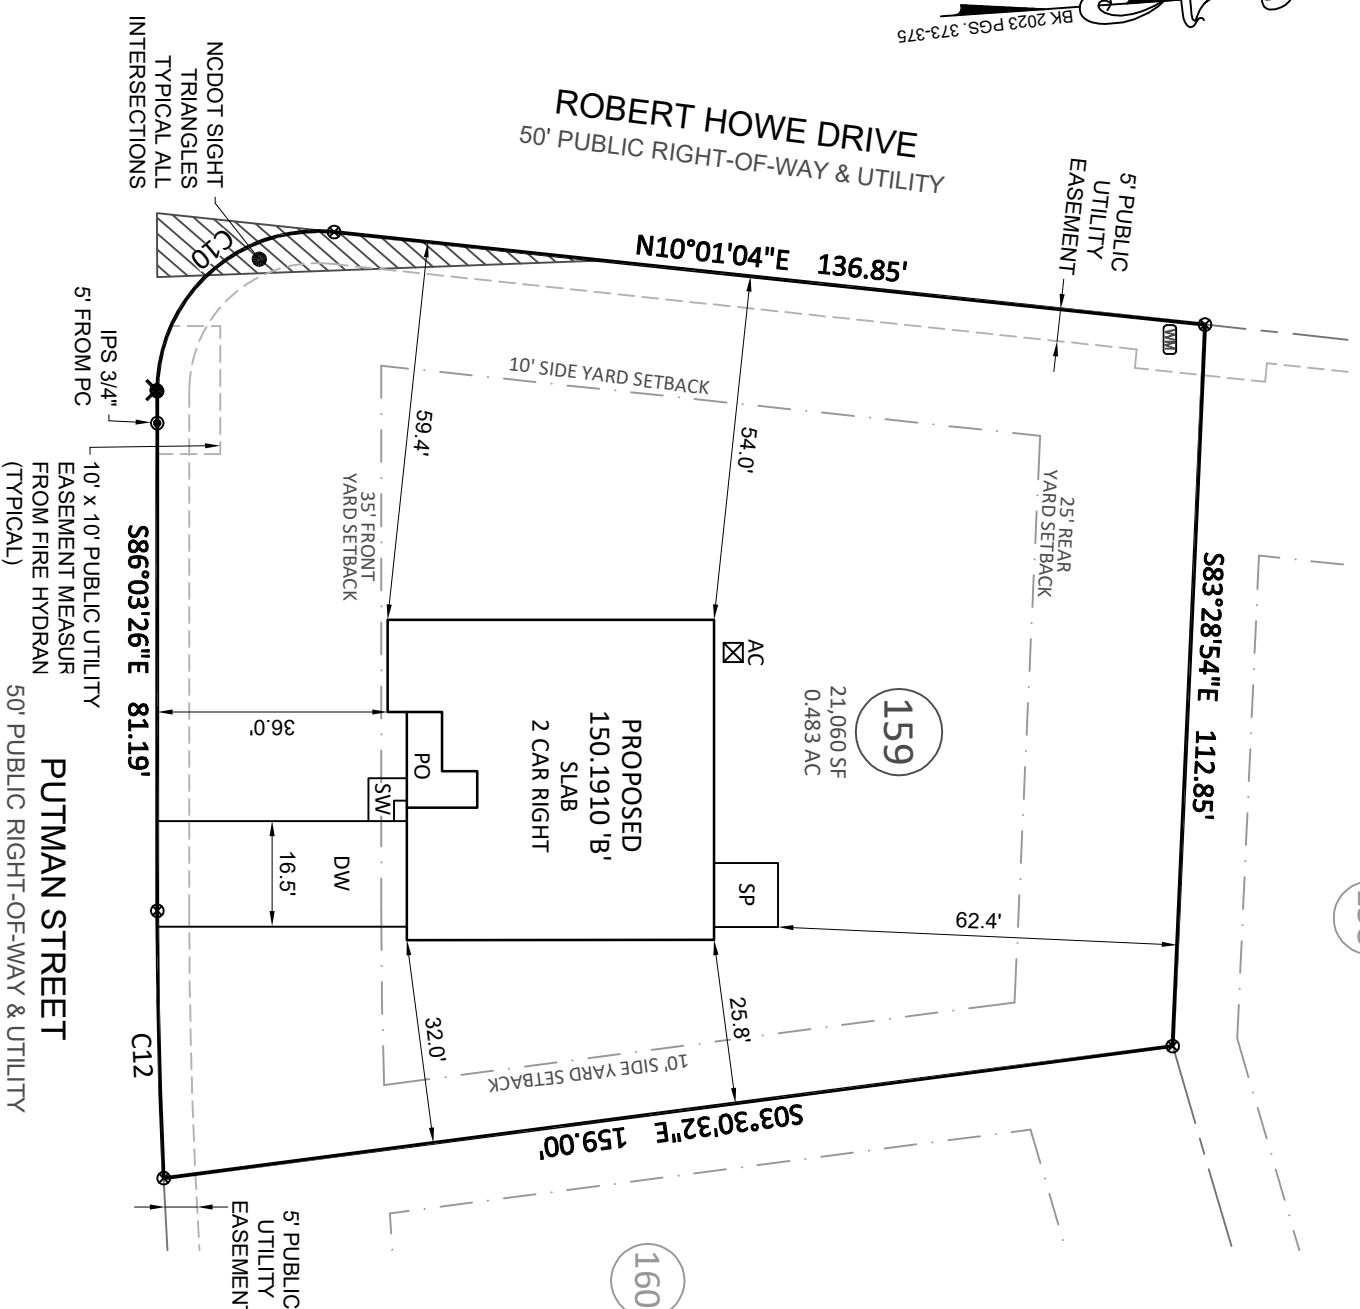 BK 2023 PGS. 373-375
ROBERT HOWE DRIVE
50' PUBLIC RIGHT-OF-WAY & UTILITY
NCDOT SIGHT
TRIANGLES
TYPICAL ALL
INTERSECTIONS
5' PUBLIC
UTILITY
EASEMENT
N10°01'04"E 136.85'
C10
WM
10' SIDE YARD SETBACK
59.4'
54.0'
IPS 3/4"
5' FROM PC
10' x 10' PUBLIC UTILITY
EASEMENT MEASUR
FROM FIRE HYDRAN
(TYPICAL)
35' FRONT
YARD SETBACK
25' REAR
YARD SETBACK
S83°28'54"E 112.85'
S86°03'26"E 81.19'
AC
159
21,060 SF
0.483 AC
PROPOSED
150.1910 'B'
SLAB
2 CAR RIGHT
36.0'
PO
SW
DW
16.5'
SP
62.4'
PUTMAN STREET
50' PUBLIC RIGHT-OF-WAY & UTILITY
25.8'
32.0'
10' SIDE YARD SETBACK
C12
S03°30'32"E 159.00'
5' PUBLIC
UTILITY
EASEMENT
160